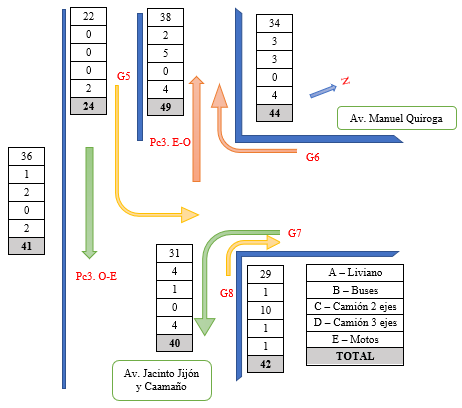 22
0
0
0
2
24
G5
38
2
5
0
4
49
34
3
3
0
4
44
N
Av. Manuel Quiroga
Pc3. E-O
G6
36
1
2
0
2
41
Pc3. O-E
G7
31
4
1
0
4
40
G8
29
1
10
1
1
42
A – Liviano
B – Buses
C – Camión 2 ejes
D – Camión 3 ejes
E – Motos
TOTAL
Av. Jacinto Jijón
y Caamaño